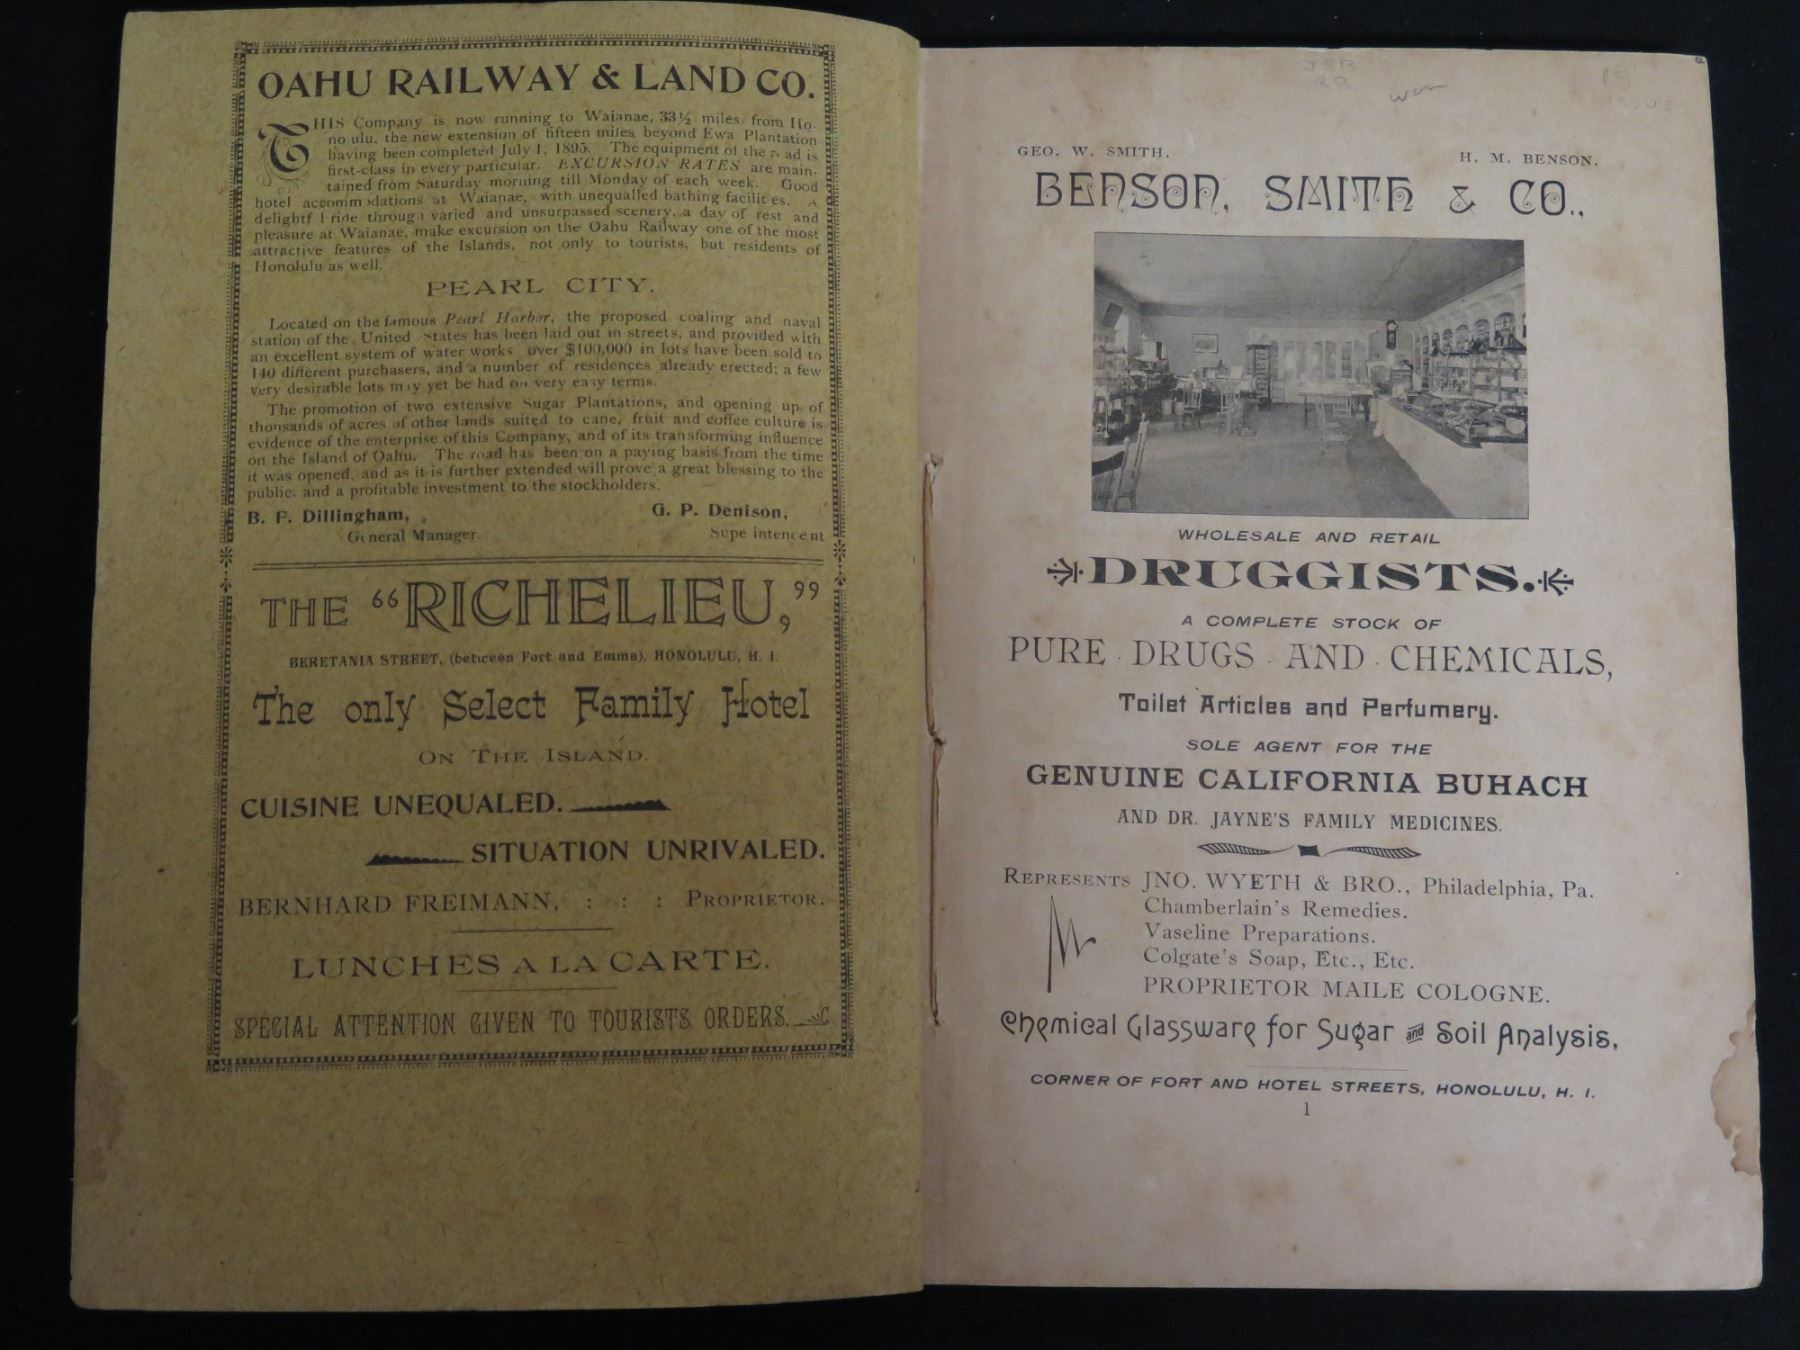 OAHU RAILWAY & LAND CO.
THIS Company is now running to Waianae, 33½ miles from Ho
no ulu, the new extension of fifteen miles beyond Ewa Plantation
having been completed July 1, 1895. The equipment of the r ad is
first-class in every particular. EXCURSION RATES are main-
tained from Saturday morning till Monday of each week. Good
hotel accomm dations at Waianae, with unequalled bathing facilit es. A
delightf l ride through varied and unsurpassed scenery, a day of rest and
pleasure at Waianae, make excursion on the Oahu Railway one of the most
attractive features of the Islands, not only to tourists, but residents of
Honolulu as well.
PEARL CITY.
Located on the famous Pearl Harbor, the proposed coaling and naval
station of the United States has been laid out in streets, and provided with
an excellent system of water works over $100,000 in lots have been sold to
140 different purchasers, and a number of residences already erected; a few
very desirable lots may yet be had on very easy terms.
The promotion of two extensive Sugar Plantations, and opening up of
thousands of acres of other lands suited to cane, fruit and coffee culture is
evidence of the enterprise of this Company, and of its transforming influence
on the Island of Oahu. The road has been on a paying basis from the time
it was opened, and as it is further extended will prove a great blessing to the
public, and a profitable investment to the stockholders.
B. F. Dillingham, G. P. Denison,
General Manager. Supe intendent
THE "RICHELIEU,"
BERETANIA STREET, (between Fort and Emma), HONOLULU, H. I.
The only Select Family Hotel
ON THE ISLAND.
CUISINE UNEQUALED.
SITUATION UNRIVALED.
BERNHARD FREIMANN, : : : PROPRIETOR.
LUNCHES A LA CARTE.
SPECIAL ATTENTION GIVEN TO TOURISTS ORDERS.
JSB
15
GEO. W. SMITH. H. M. BENSON.
BENSON, SMITH & CO.,
WHOLESALE AND RETAIL
DRUGGISTS.
A COMPLETE STOCK OF
PURE DRUGS AND CHEMICALS,
Toilet Articles and Perfumery.
SOLE AGENT FOR THE
GENUINE CALIFORNIA BUHACH
AND DR. JAYNE'S FAMILY MEDICINES.
REPRESENTS JNO. WYETH & BRO., Philadelphia, Pa.
Chamberlain's Remedies.
Vaseline Preparations.
Colgate's Soap, Etc., Etc.
PROPRIETOR MAILE COLOGNE.
Chemical Glassware for Sugar and Soil Analysis,
CORNER OF FORT AND HOTEL STREETS, HONOLULU, H. I.
1